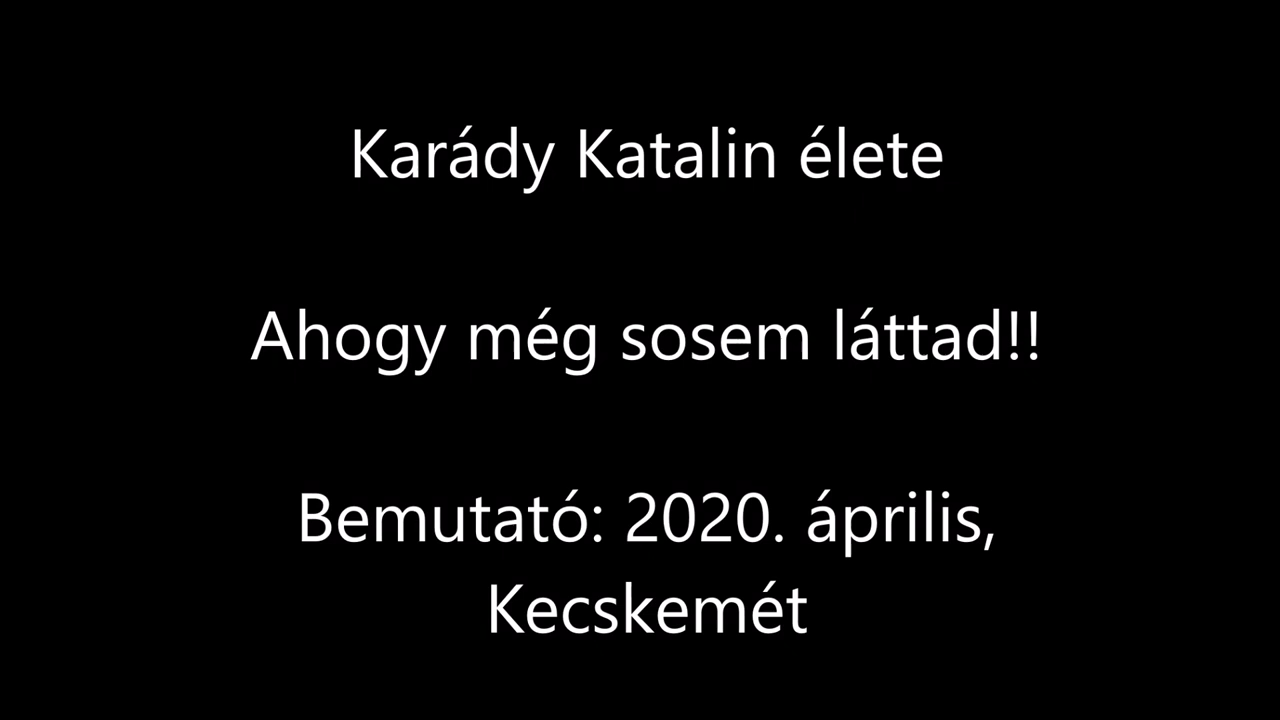 Karády Katalin élete
Ahogy még sosem láttad!!
Bemutató: 2020. április,
Kecskemét